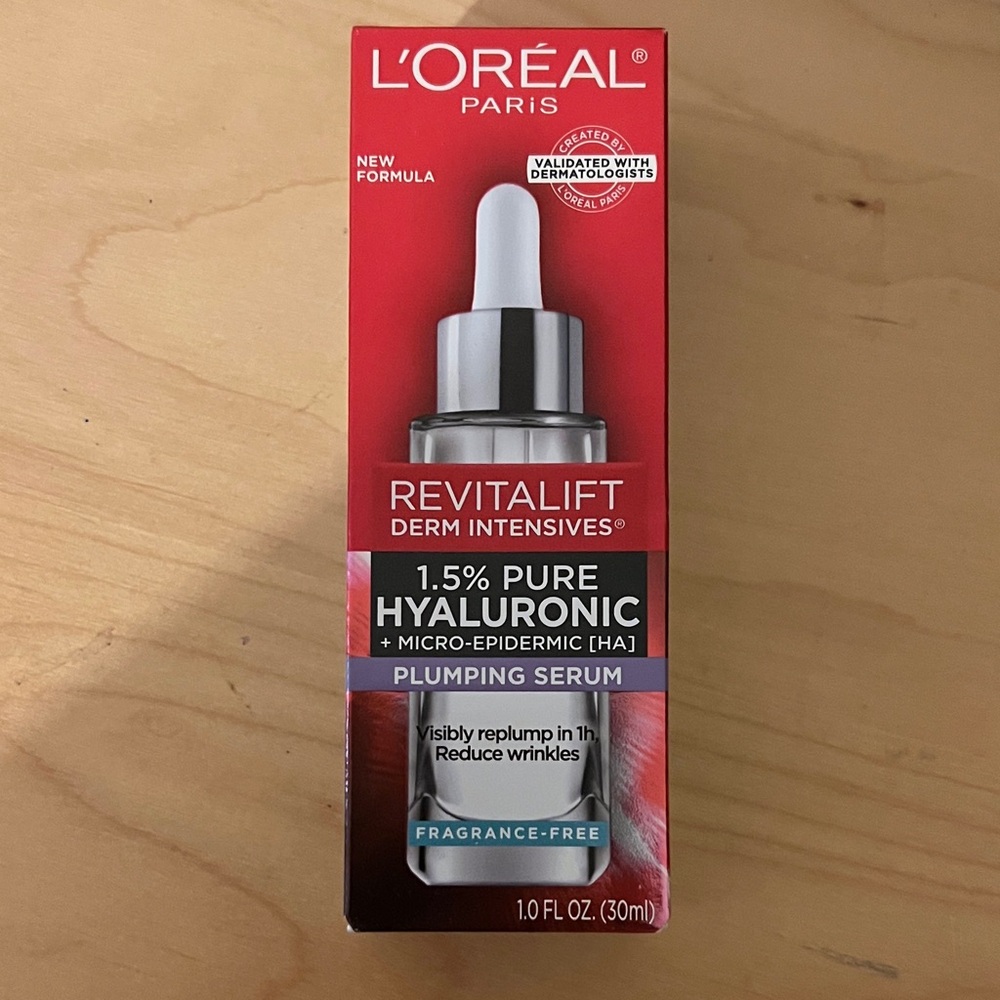 L'ORÉAL®
PARiS
NEW
FORMULA
CREATED BY
VALIDATED WITH
DERMATOLOGISTS
L'ORÉAL PARIS
REVITALIFT
DERM INTENSIVES®
1.5% PURE
HYALURONIC
+ MICRO-EPIDERMIC [HA]
PLUMPING SERUM
Visibly replump in 1h,
Reduce wrinkles
FRAGRANCE-FREE
1.0 FL OZ. (30ml)